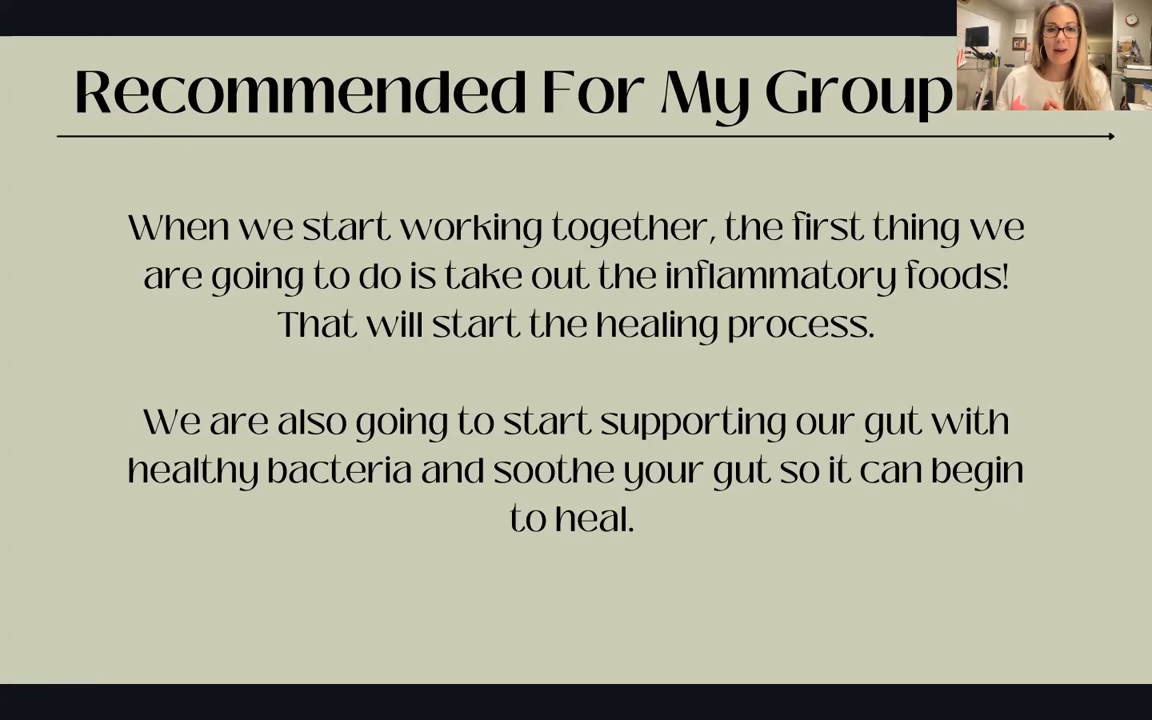 Recommended For My Group
When we start working together, the first thing we
are going to do is take out the inflammatory foods!
That will start the healing process.
We are also going to start supporting our gut with
healthy bacteria and soothe your gut so it can begin
to heal.